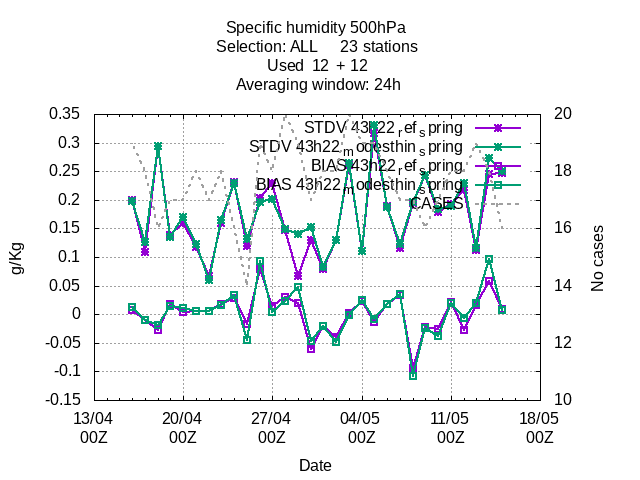 Specific humidity 500hPa
Selection: ALL 23 stations
Used 12 + 12
Averaging window: 24h
0.35
0.3
0.25
0.2
0.15
0.1
0.05
0
-0.05
-0.1
-0.15
g/Kg
STDV 43h22_ref_spring
STDV 43h22_modesthin_spring
BIAS 43h22_ref_spring
BIAS 43h22_modesthin_spring
CASES
20
18
16
14
12
10
No cases
13/04 20/04 27/04 04/05 11/05 18/05
00Z 00Z 00Z 00Z 00Z 00Z
Date